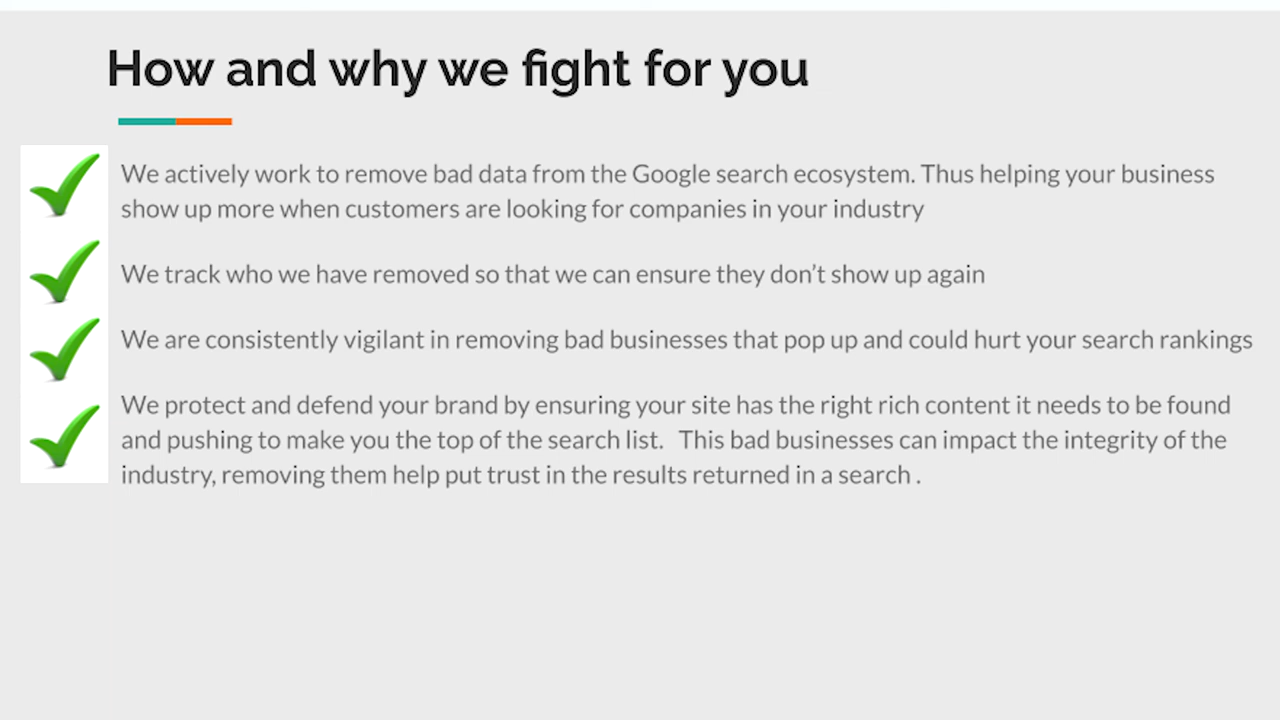 How and why we fight for you
We actively work to remove bad data from the Google search ecosystem. Thus helping your business
show up more when customers are looking for companies in your industry
We track who we have removed so that we can ensure they don’t show up again
We are consistently vigilant in removing bad businesses that pop up and could hurt your search rankings
We protect and defend your brand by ensuring your site has the right rich content it needs to be found
and pushing to make you the top of the search list.   This bad businesses can impact the integrity of the
industry, removing them help put trust in the results returned in a search .